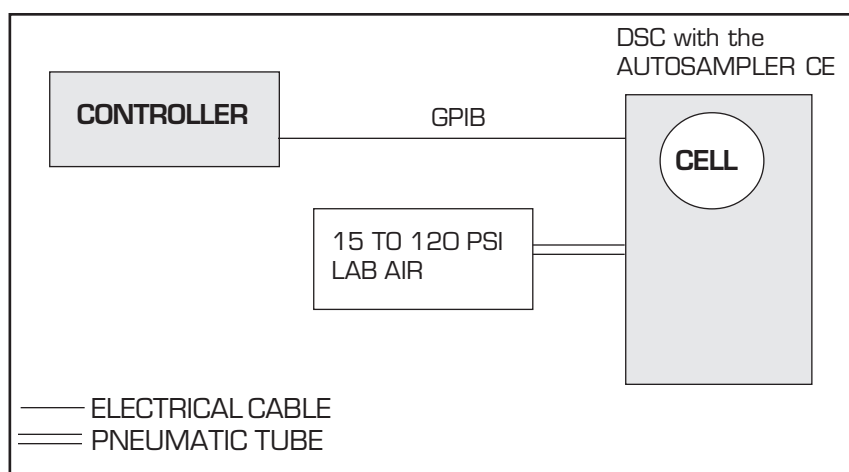 DSC with the
AUTOSAMPLER CE
CONTROLLER
GPIB
CELL
15 TO 120 PSI
LAB AIR
ELECTRICAL CABLE
PNEUMATIC TUBE